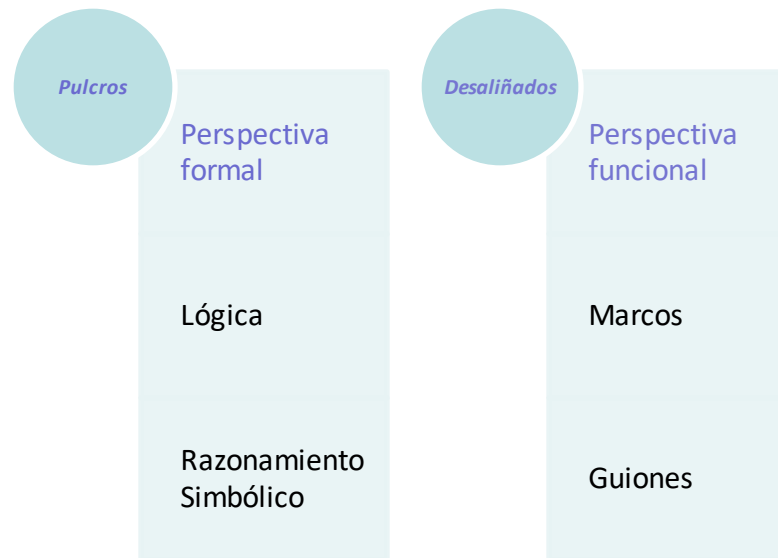 Pulcros
Perspectiva
formal
Lógica
Razonamiento
Simbólico
Desaliñados
Perspectiva
funcional
Marcos
Guiones